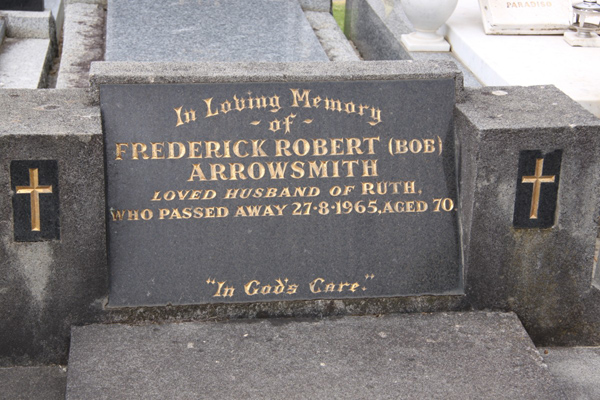 PARADISE
In Loving Memory
- of -
FREDERICK ROBERT (BOB)
ARROWSMITH
LOVED HUSBAND OF RUTH,
WHO PASSED AWAY 27·8·1965, AGED 70.
"In God's Care."